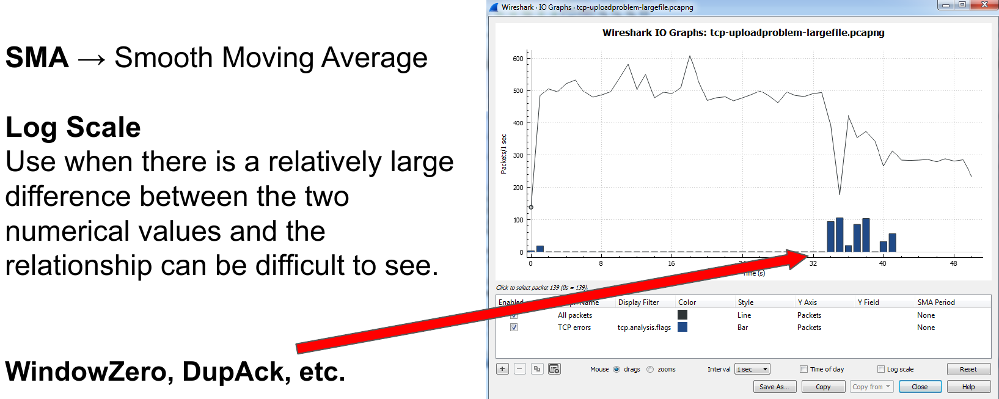 SMA → Smooth Moving Average
Log Scale
Use when there is a relatively large
difference between the two
numerical values and the
relationship can be difficult to see.
WindowZero, DupAck, etc.
Wireshark · IO Graphs · tcp-uploadproblem-largefile.pcapng
Wireshark IO Graphs: tcp-uploadproblem-largefile.pcapng
Packets/1 sec
600
500
400
300
200
100
0
0 8 16 24 32 40 48
Time (s)
Click to select packet 139 (0s = 139).
Enabled Name Display Filter Color Style Y Axis Y Field SMA Period
All packets Line Packets None
TCP errors tcp.analysis.flags Bar Packets None
Mouse drags zooms Interval 1 sec Time of day Log scale Reset
Save As... Copy Copy from Close Help